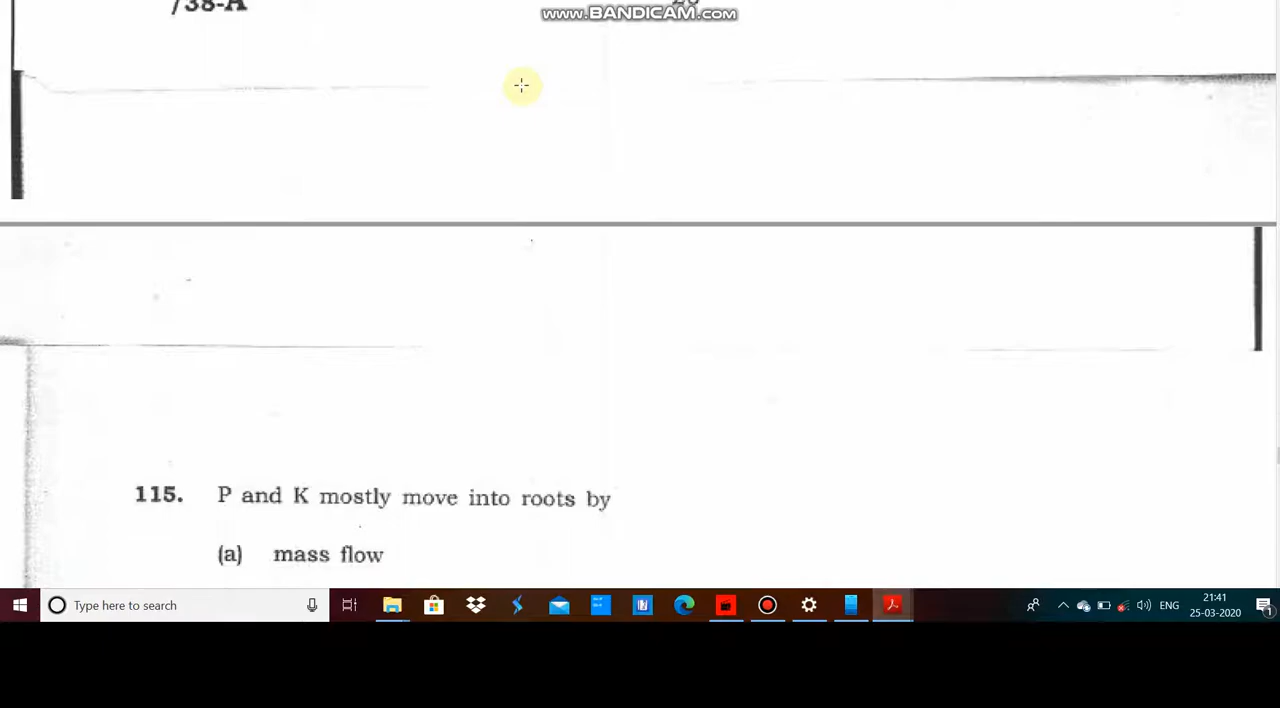 /38-A
www.BANDICAM.com
115. P and K mostly move into roots by
(a) mass flow
Type here to search
ENG
21:41
25-03-2020
1